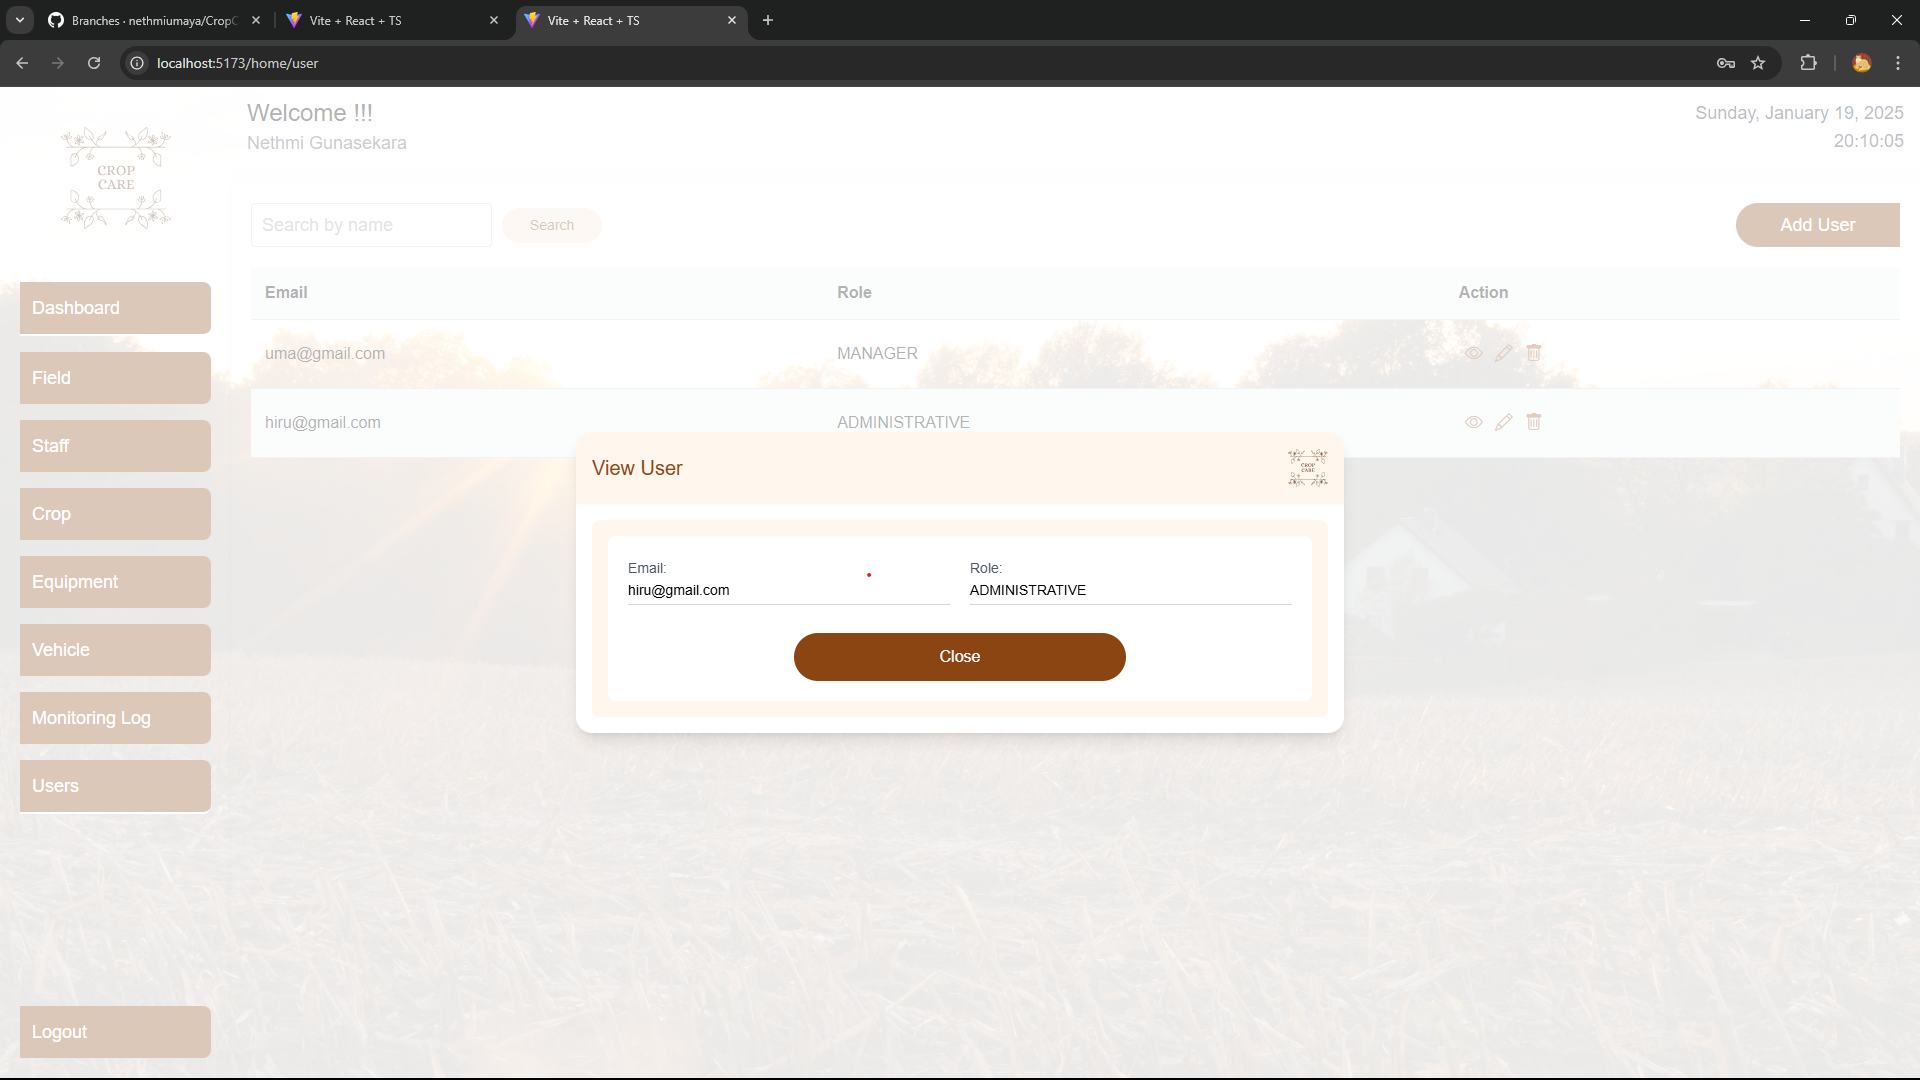 Branches · nethmiumaya/CropC
Vite + React + TS
Vite + React + TS
localhost:5173/home/user
CROP
CARE
Welcome !!!
Nethmi Gunasekara
Sunday, January 19, 2025
20:10:05
Search by name
Search
Add User
Email Role Action
uma@gmail.com MANAGER
hiru@gmail.com ADMINISTRATIVE
Dashboard
Field
Staff
Crop
Equipment
Vehicle
Monitoring Log
Users
Logout
View User
CROP
CARE
Email: Role:
hiru@gmail.com ADMINISTRATIVE
Close